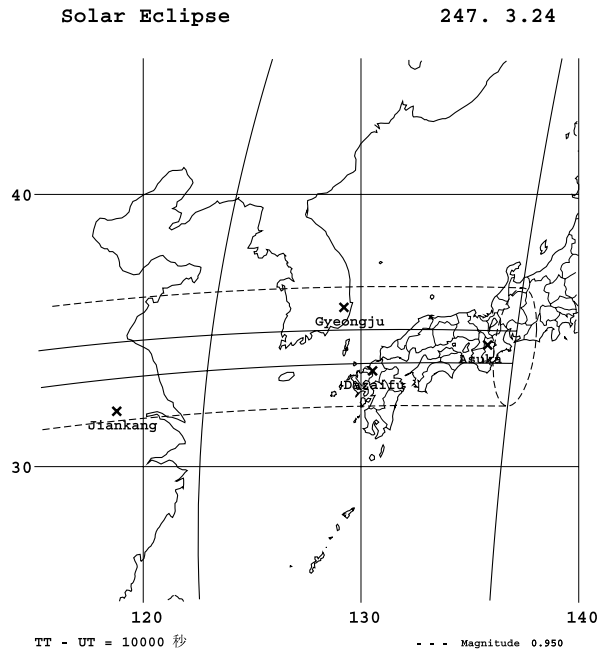 Solar Eclipse 247. 3.24
40
Gyeongju
Asuka
Dazaifu
Jiankang
30
120 130 140
TT - UT = 10000 秒 - - - Magnitude 0.950